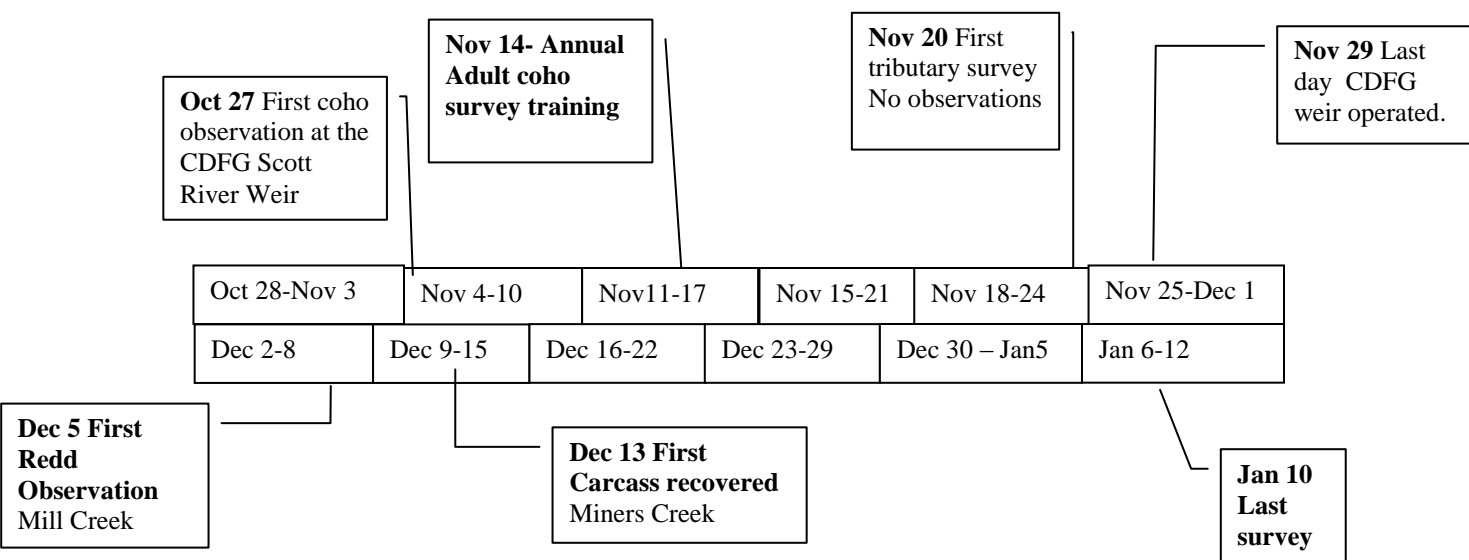 Nov 14- Annual
Adult coho
survey training
Nov 20 First
tributary survey
No observations
Nov 29 Last
day CDFG
weir operated.
Oct 27 First coho
observation at the
CDFG Scott
River Weir
Oct 28-Nov 3
Nov 4-10
Nov11-17
Nov 15-21
Nov 18-24
Nov 25-Dec 1
Dec 2-8
Dec 9-15
Dec 16-22
Dec 23-29
Dec 30 – Jan5
Jan 6-12
Dec 5 First
Redd
Observation
Mill Creek
Dec 13 First
Carcass recovered
Miners Creek
Jan 10
Last
survey